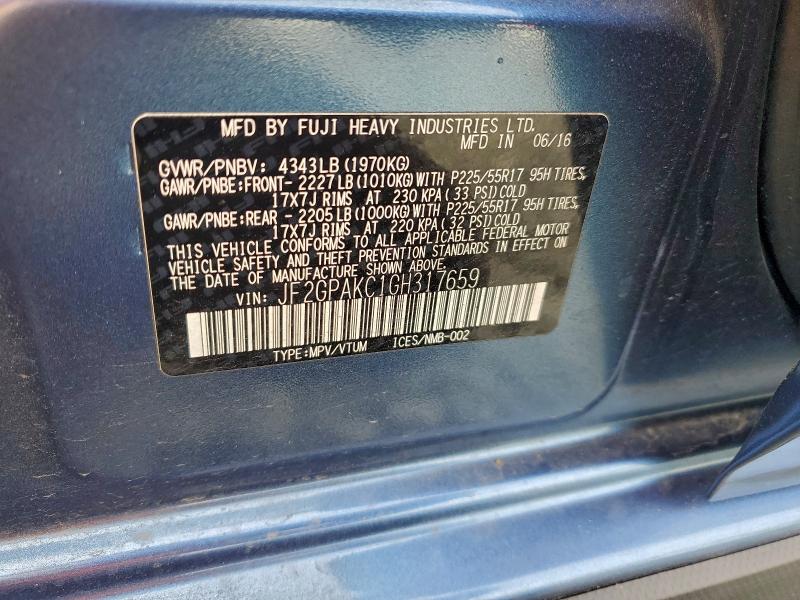 MFD BY FUJI HEAVY INDUSTRIES LTD.
MFD IN 06/16
GVWR/PNBV: 4343LB(1970KG)
GAWR/PNBE:FRONT-2227LB(1010KG)WITH P225/55R17 95H TIRES,
17X7J RIMS AT 230 KPA(33 PSI)COLD
GAWR/PNBE:REAR -2205LB(1000KG)WITH P225/55R17 95H TIRES,
17X7J RIMS AT 220 KPA(32 PSI)COLD
THIS VEHICLE CONFORMS TO ALL APPLICABLE FEDERAL MOTOR
VEHICLE SAFETY AND THEFT PREVENTION STANDARDS IN EFFECT ON
THE DATE OF MANUFACTURE SHOWN ABOVE.
VIN: JF2GPAKC1GH317659
TYPE:MPV/VTUM ICES/NMB-002